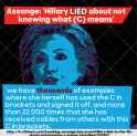 Assange: 'Hillary LIED about not
knowing what (C) means'
'we have thousands of examples
where she herself has used the C in
brackets and signed it off, and more
than 22,000 times that she has
received cables from others with this
C in brackets.'